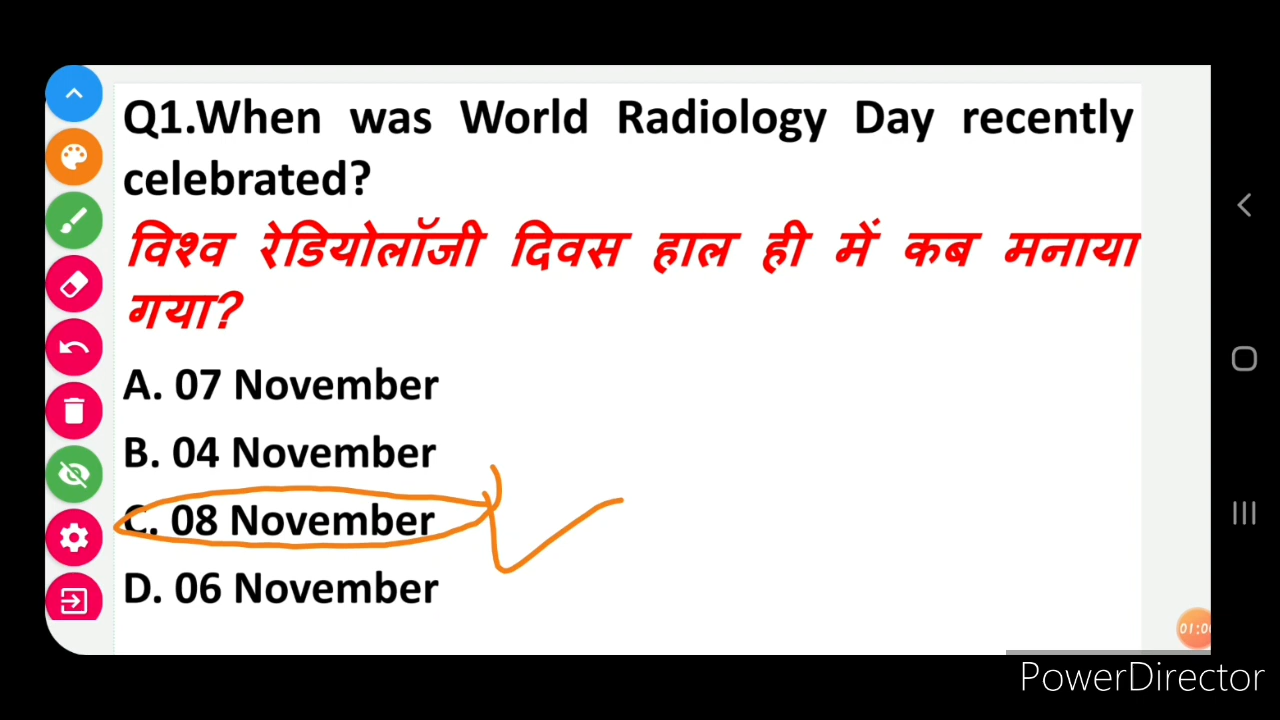 Q1.When was World Radiology Day recently
celebrated?
विश्व रेडियोलॉजी दिवस हाल ही में कब मनाया
गया?
A. 07 November
B. 04 November
C. 08 November
D. 06 November
PowerDirector